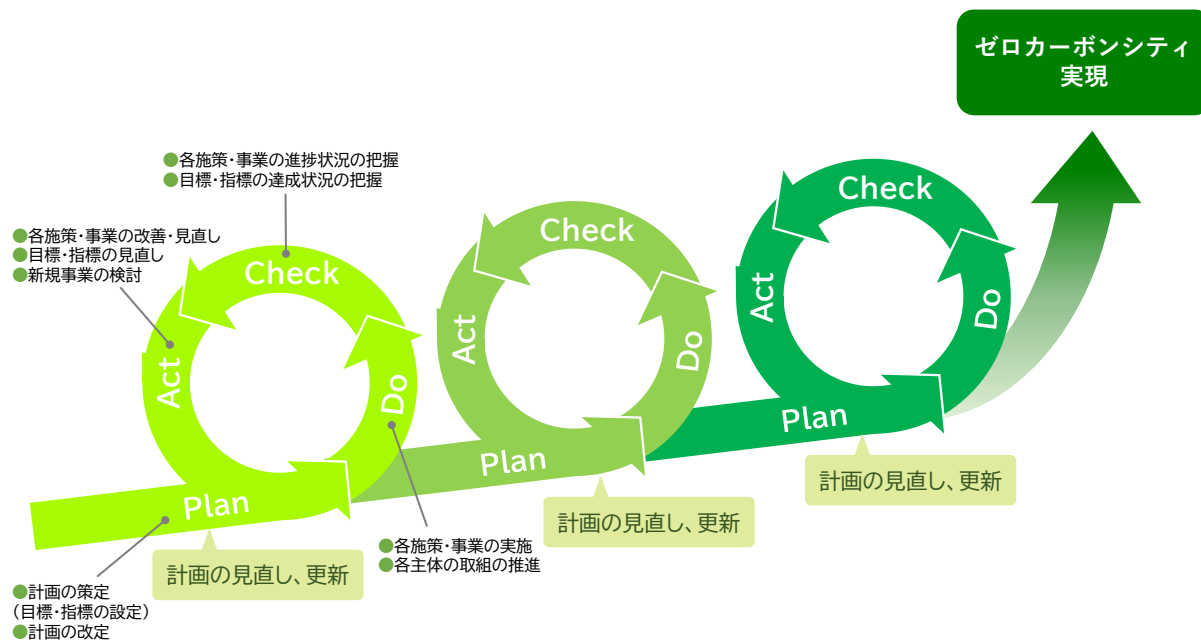 ゼロカーボンシティ
実現
●各施策・事業の進捗状況の把握
●目標・指標の達成状況の把握
●各施策・事業の改善・見直し
●目標・指標の見直し
●新規事業の検討
Check
Act
Do
Plan
Check
Act
Do
Plan
Check
Act
Do
Plan
計画の見直し、更新
計画の見直し、更新
計画の見直し、更新
●各施策・事業の実施
●各主体の取組の推進
●計画の策定
(目標・指標の設定)
●計画の改定